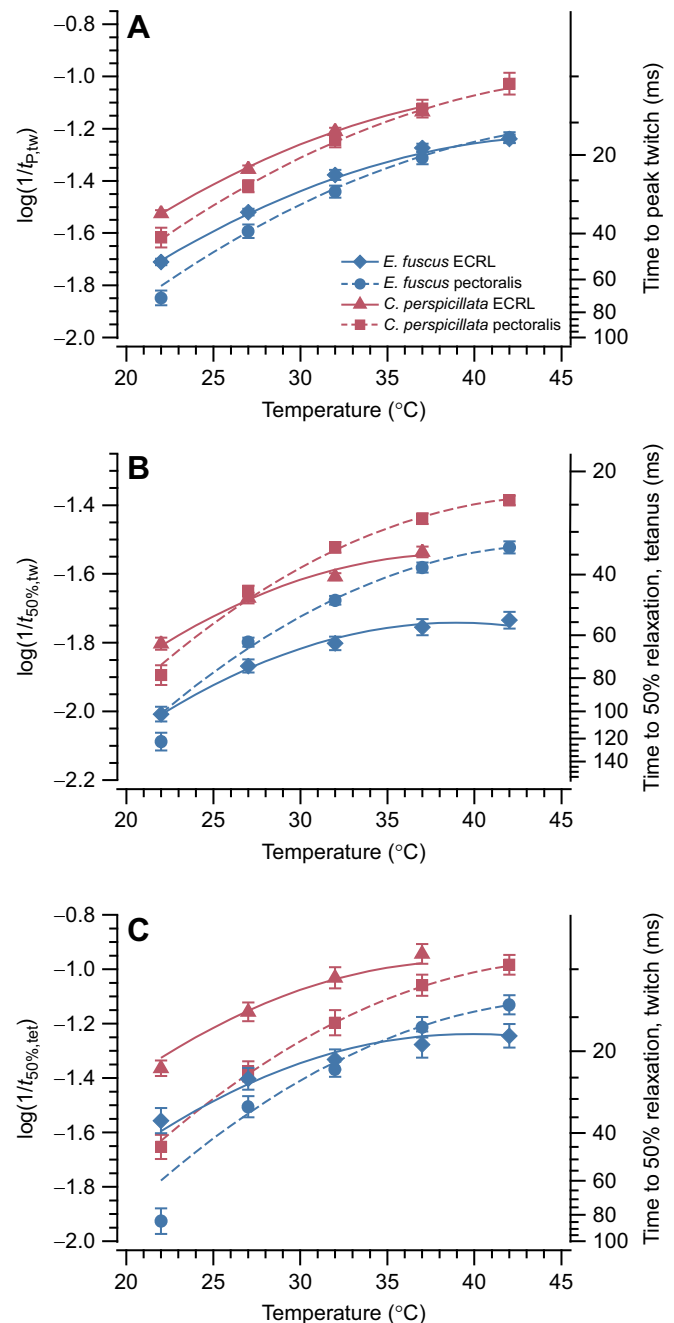 A
−0.8
−1.0
−1.2
−1.4
−1.6
−1.8
−2.0
log(1/tP,tw)
20
40
60
80
100
Time to peak twitch (ms)
E. fuscus ECRL
E. fuscus pectoralis
C. perspicillata ECRL
C. perspicillata pectoralis
20 25 30 35 40 45
Temperature (°C)
B
−1.4
−1.6
−1.8
−2.0
−2.2
log(1/t50%,tw)
20
40
60
80
100
120
140
Time to 50% relaxation, tetanus (ms)
20 25 30 35 40 45
Temperature (°C)
C
−0.8
−1.0
−1.2
−1.4
−1.6
−1.8
−2.0
log(1/t50%,tet)
20
40
60
80
100
Time to 50% relaxation, twitch (ms)
20 25 30 35 40 45
Temperature (°C)